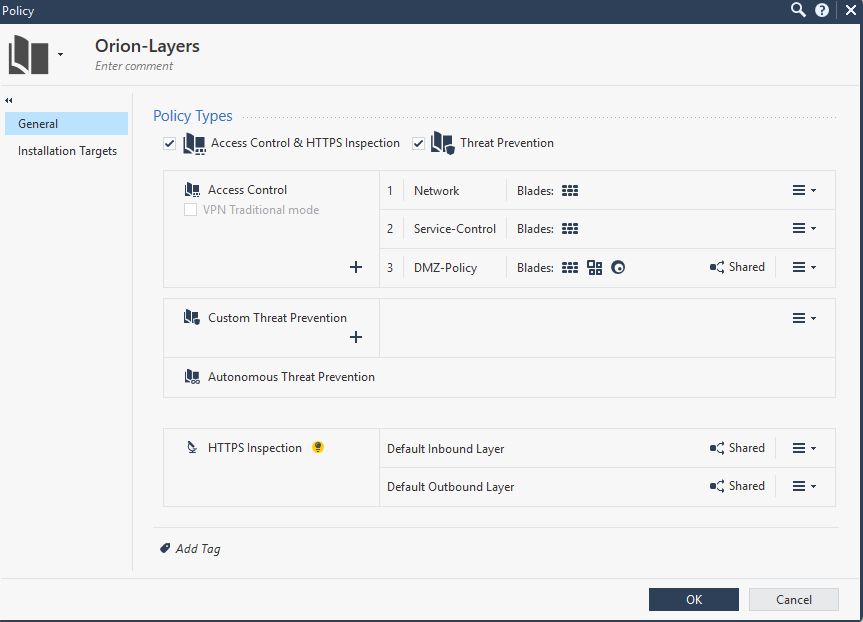 Policy
Orion-Layers
Enter comment
General
Installation Targets
Policy Types
Access Control & HTTPS Inspection Threat Prevention
Access Control 1 Network Blades:
VPN Traditional mode
2 Service-Control Blades:
3 DMZ-Policy Blades: Shared
Custom Threat Prevention
Autonomous Threat Prevention
HTTPS Inspection Default Inbound Layer Shared
Default Outbound Layer Shared
Add Tag
OK Cancel